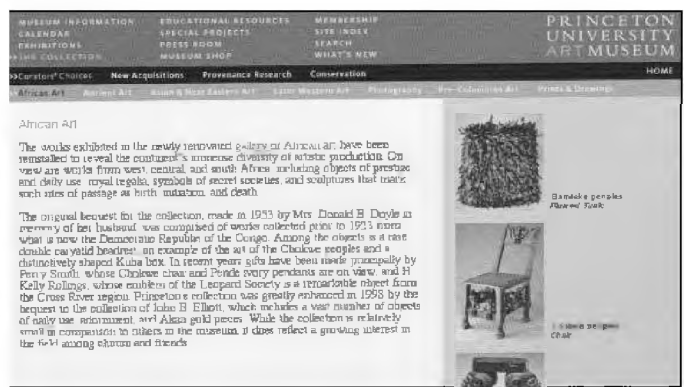 MUSEUM INFORMATION EDUCATIONAL RESOURCES MEMBERSHIP
CALENDAR SPECIAL PROJECTS SITE INDEX
EXHIBITIONS PRESS ROOM SEARCH
COLLECTION MUSEUM SHOP WHAT'S NEW
PRINCETON
UNIVERSITY
ART MUSEUM
>>Curators' Choices New Acquisitions Provenance Research Conservation HOME
African Art Ancient Art Asian & Near Eastern Art Later Western Art Photography Pre-Columbian Art Prints & Drawings
African Art
The works exhibited in the newly renovated gallery of African art have been
reinstalled to reveal the continent's immense diversity of artistic production. On
view are works from west, central, and south Africa including objects of prestige
and daily use royal regalia, symbols of secret societies, and sculptures that mark
such rites of passage as birth initiation, and death
The original bequest for the collection, made in 1953 by Mrs Donald B Doyle in
memory of her husband was comprised of works collected prior to 1923 from
what is now the Democratic Republic of the Congo. Among the objects is a rare
double caryatid headrest an example of the art of the Chokwe peoples and a
distinctively shaped Kuba box. In recent years gifts have been made principally by
Perry Smith, whose Chokwe chair and Pende ivory pendants are on view, and H
Kelly Rollings, whose emblem of the Leopard Society is a remarkable object from
the Cross River region Princeton's collection was greatly enhanced in 1998 by the
bequest to the collection of John B Elliott, which includes a vast number of objects
of daily use adornment, and Akan gold pieces. While the collection is relatively
small in comparison to others in the museum it does reflect a growing interest in
the field among alumni and friends
Bamileke peoples
peoples
Chair